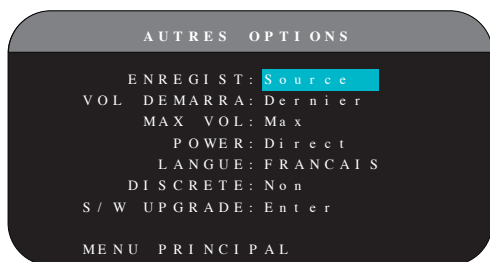 AUTRES OPTIONS
ENREGIST: Source
VOL DEMARRA: Dernier
MAX VOL: Max
POWER: Direct
LANGUE: FRANCAIS
DISCRETE: Non
S/W UPGRADE: Enter
MENU PRINCIPAL